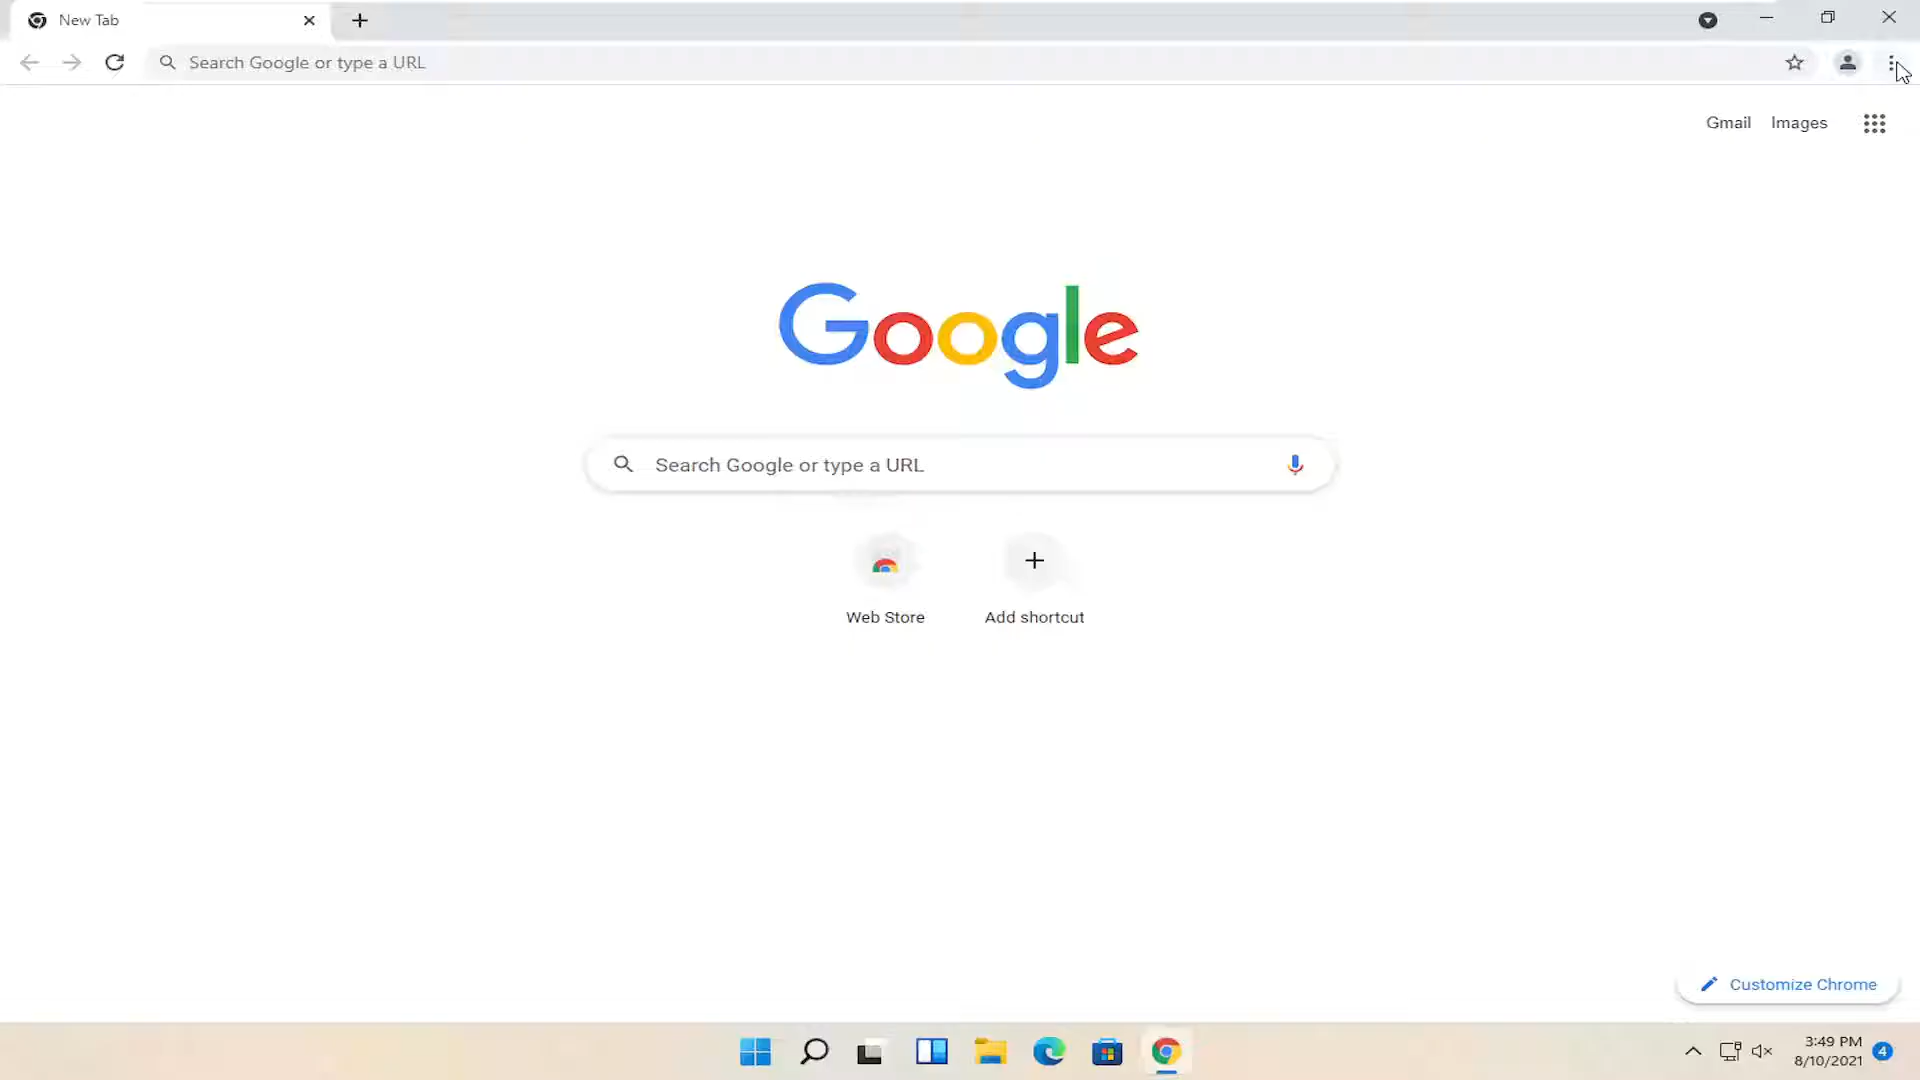 New Tab
Search Google or type a URL
Gmail Images
Google
Search Google or type a URL
Web Store Add shortcut
Customize Chrome
3:49 PM
8/10/2021 4